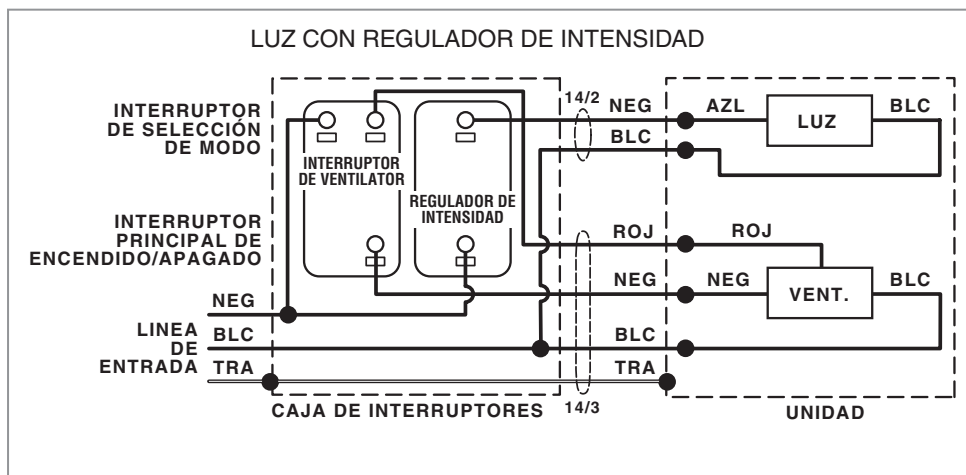 LUZ CON REGULADOR DE INTENSIDAD
INTERRUPTOR
DE SELECCIÓN
DE MODO
INTERRUPTOR
PRINCIPAL DE
ENCENDIDO/APAGADO
INTERRUPTOR
DE VENTILATOR
REGULADOR DE
INTENSIDAD
14/2
NEG
BLC
AZL
LUZ
BLC
ROJ
ROJ
NEG
NEG
VENT.
BLC
NEG
LINEA
DE
ENTRADA
BLC
TRA
BLC
TRA
CAJA DE INTERRUPTORES
14/3
UNIDAD